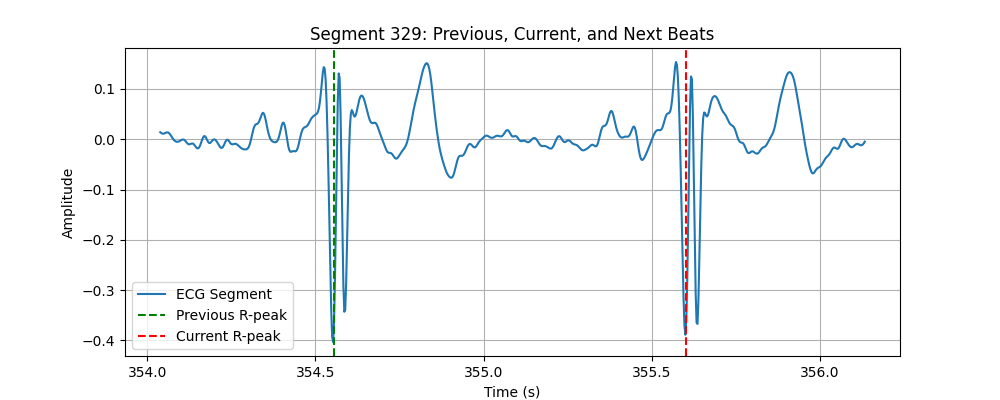 Segment 329: Previous, Current, and Next Beats
Amplitude
0.1
0.0
−0.1
−0.2
−0.3
−0.4
ECG Segment
Previous R-peak
Current R-peak
354.0 354.5 355.0 355.5 356.0
Time (s)